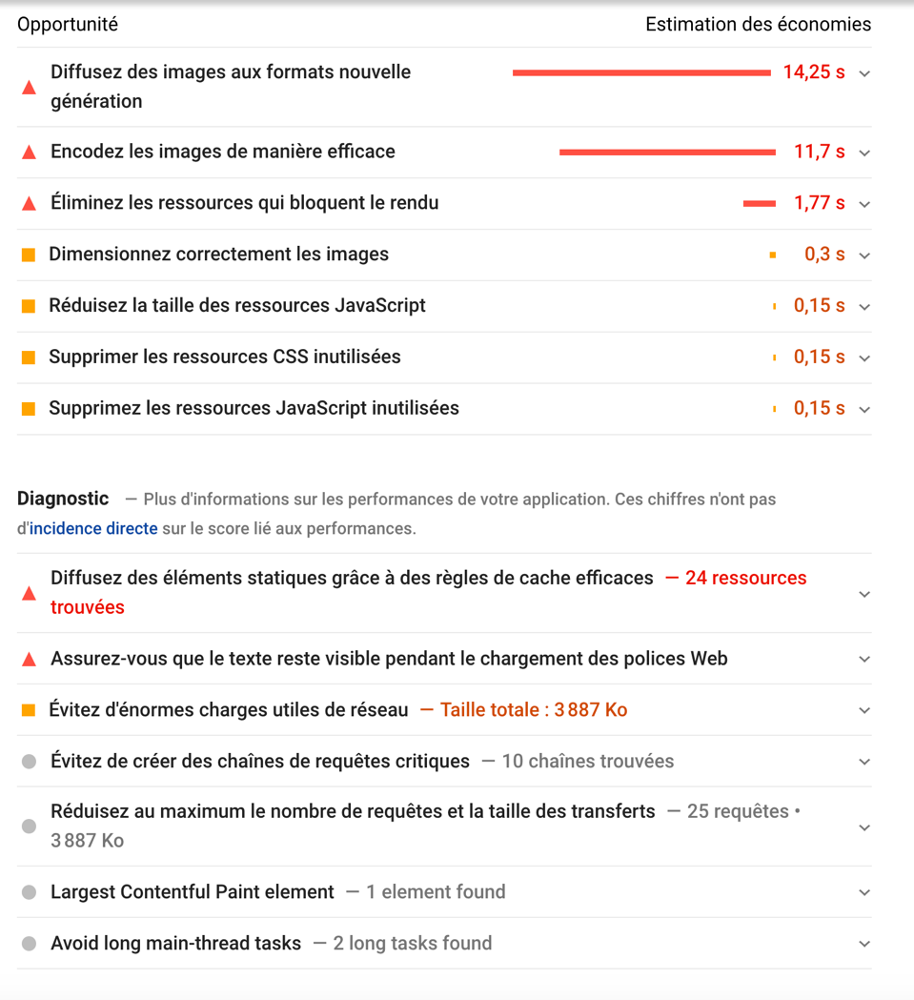 Opportunité Estimation des économies
Diffusez des images aux formats nouvelle 14,25 s
génération
Encodez les images de manière efficace 11,7 s
Éliminez les ressources qui bloquent le rendu 1,77 s
Dimensionnez correctement les images 0,3 s
Réduisez la taille des ressources JavaScript 0,15 s
Supprimer les ressources CSS inutilisées 0,15 s
Supprimez les ressources JavaScript inutilisées 0,15 s
Diagnostic — Plus d'informations sur les performances de votre application. Ces chiffres n'ont pas
d'incidence directe sur le score lié aux performances.
Diffusez des éléments statiques grâce à des règles de cache efficaces — 24 ressources
trouvées
Assurez-vous que le texte reste visible pendant le chargement des polices Web
Évitez d'énormes charges utiles de réseau — Taille totale : 3 887 Ko
Évitez de créer des chaînes de requêtes critiques — 10 chaînes trouvées
Réduisez au maximum le nombre de requêtes et la taille des transferts — 25 requêtes •
3 887 Ko
Largest Contentful Paint element — 1 element found
Avoid long main-thread tasks — 2 long tasks found